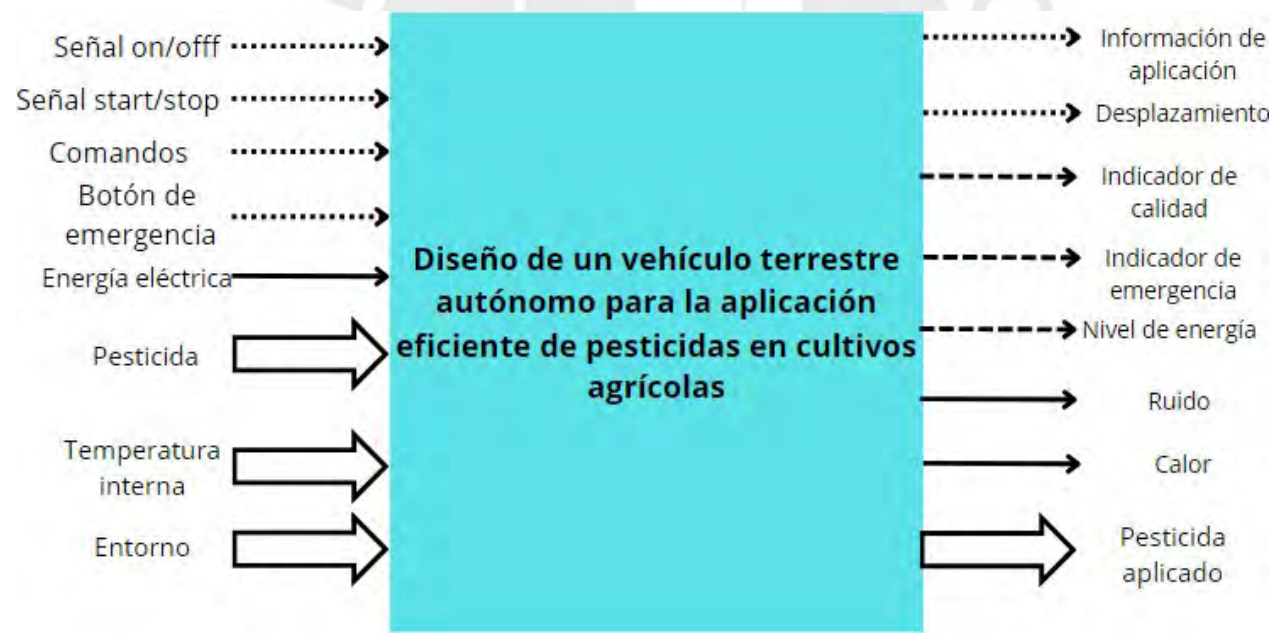 Señal on/offf
Señal start/stop
Comandos
Botón de
emergencia
Energía eléctrica
Pesticida
Temperatura
interna
Entorno
Diseño de un vehículo terrestre
autónomo para la aplicación
eficiente de pesticidas en cultivos
agrícolas
Información de
aplicación
Desplazamiento
Indicador de
calidad
Indicador de
emergencia
Nivel de energía
Ruido
Calor
Pesticida
aplicado